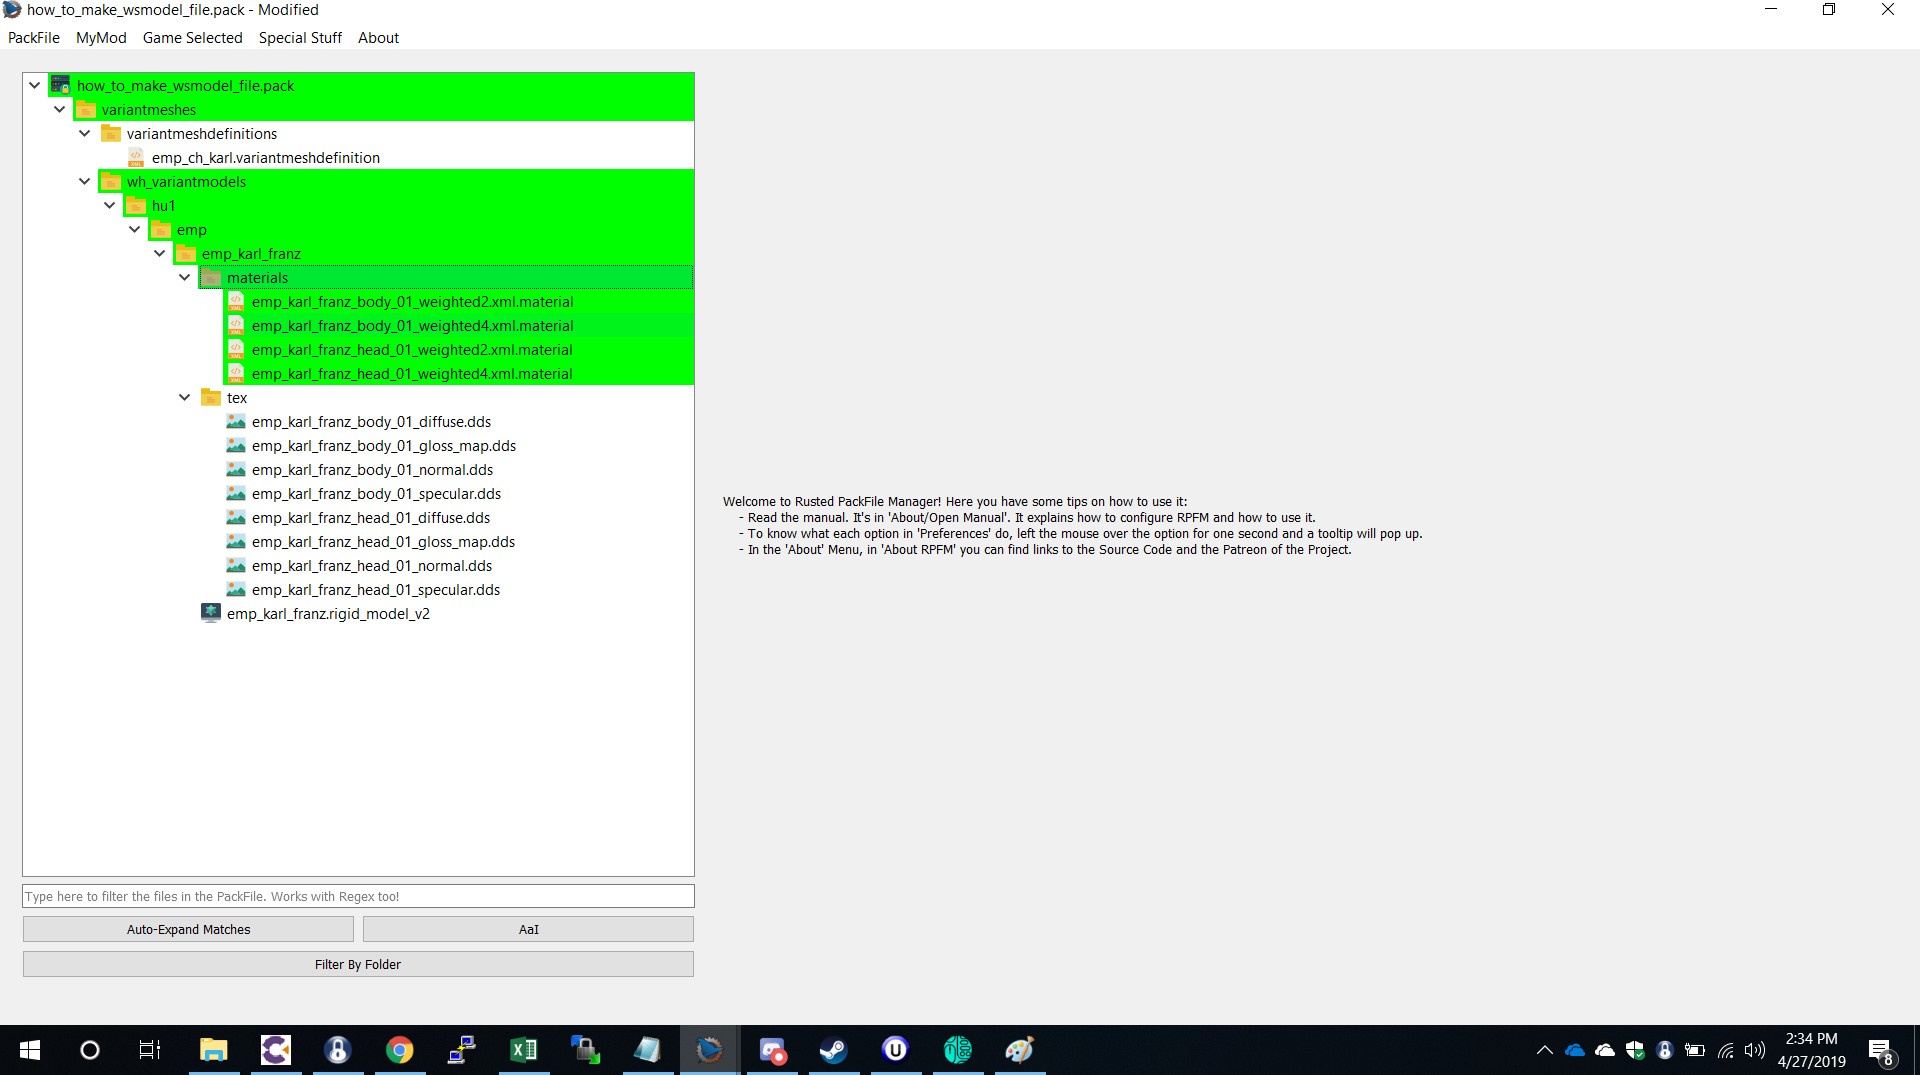 how_to_make_wsmodel_file.pack - Modified
PackFile MyMod Game Selected Special Stuff About
how_to_make_wsmodel_file.pack
variantmeshes
variantmeshdefinitions
emp_ch_karl.variantmeshdefinition
wh_variantmodels
hu1
emp
emp_karl_franz
materials
emp_karl_franz_body_01_weighted2.xml.material
emp_karl_franz_body_01_weighted4.xml.material
emp_karl_franz_head_01_weighted2.xml.material
emp_karl_franz_head_01_weighted4.xml.material
tex
emp_karl_franz_body_01_diffuse.dds
emp_karl_franz_body_01_gloss_map.dds
emp_karl_franz_body_01_normal.dds
emp_karl_franz_body_01_specular.dds
emp_karl_franz_head_01_diffuse.dds
emp_karl_franz_head_01_gloss_map.dds
emp_karl_franz_head_01_normal.dds
emp_karl_franz_head_01_specular.dds
emp_karl_franz.rigid_model_v2
Type here to filter the files in the PackFile. Works with Regex too!
Auto-Expand Matches
AaI
Filter By Folder
Welcome to Rusted PackFile Manager! Here you have some tips on how to use it:
- Read the manual. It's in 'About/Open Manual'. It explains how to configure RPFM and how to use it.
- To know what each option in 'Preferences' do, left the mouse over the option for one second and a tooltip will pop up.
- In the 'About' Menu, in 'About RPFM' you can find links to the Source Code and the Patreon of the Project.
2:34 PM
4/27/2019
8